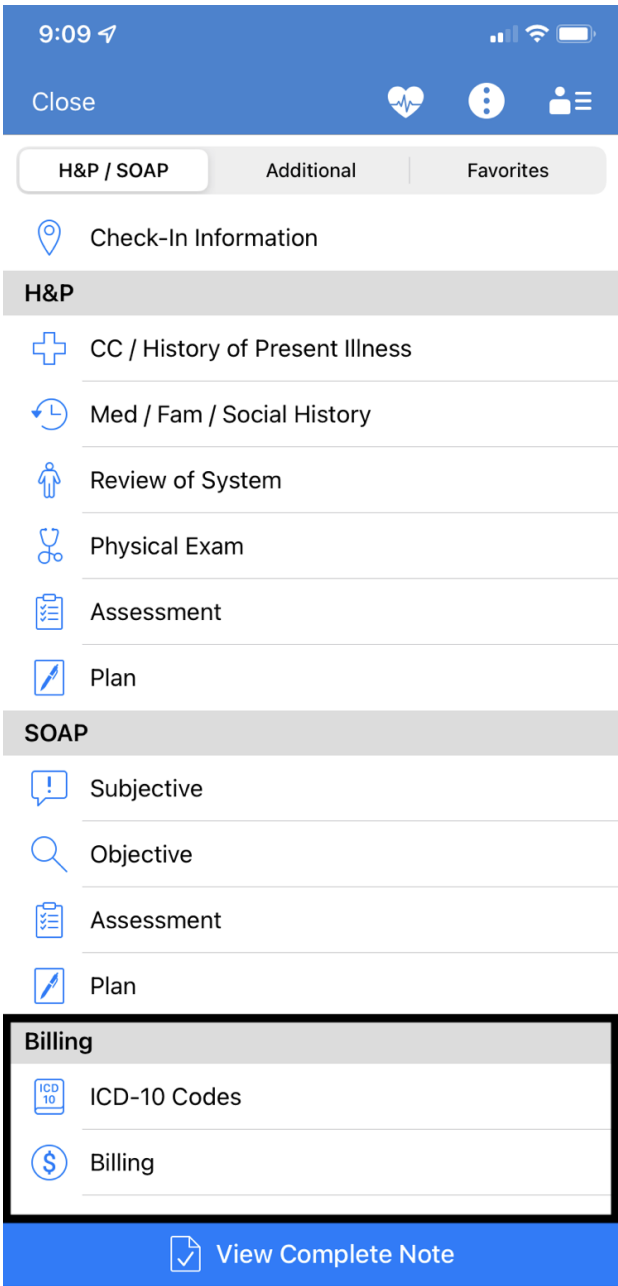 9:09
Close
H&P / SOAP Additional Favorites
Check-In Information
H&P
CC / History of Present Illness
Med / Fam / Social History
Review of System
Physical Exam
Assessment
Plan
SOAP
Subjective
Objective
Assessment
Plan
Billing
ICD
10
ICD-10 Codes
$ Billing
View Complete Note